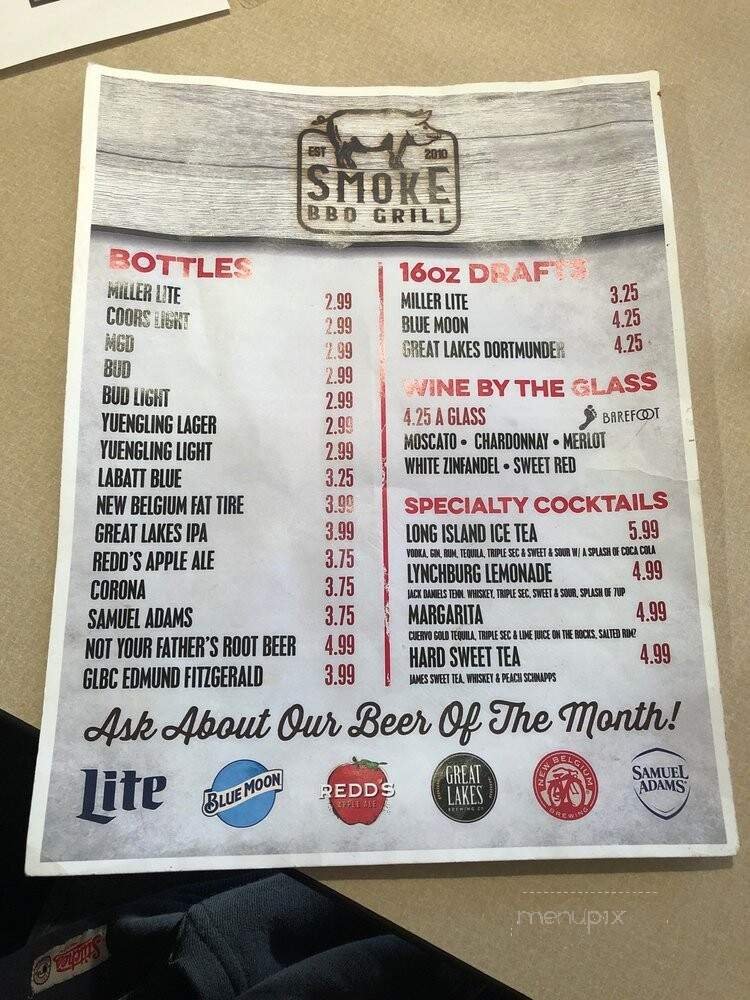 EST 2010
SMOKE
BBQ GRILL
BOTTLES
MILLER LITE 2.99
COORS LIGHT 2.99
MGD 2.99
BUD 2.99
BUD LIGHT 2.99
YUENGLING LAGER 2.99
YUENGLING LIGHT 2.99
LABATT BLUE 3.25
NEW BELGIUM FAT TIRE 3.99
GREAT LAKES IPA 3.99
REDD'S APPLE ALE 3.75
CORONA 3.75
SAMUEL ADAMS 3.75
NOT YOUR FATHER'S ROOT BEER 4.99
GLBC EDMUND FITZGERALD 3.99
16OZ DRAFTS
MILLER LITE 3.25
BLUE MOON 4.25
GREAT LAKES DORTMUNDER 4.25
WINE BY THE GLASS
4.25 A GLASS BAREFOOT
MOSCATO • CHARDONNAY • MERLOT
WHITE ZINFANDEL • SWEET RED
SPECIALTY COCKTAILS
LONG ISLAND ICE TEA 5.99
VODKA, GIN, RUM, TEQUILA, TRIPLE SEC & SWEET & SOUR W/ A SPLASH OF COCA COLA
LYNCHBURG LEMONADE 4.99
JACK DANIELS TENN. WHISKEY, TRIPLE SEC, SWEET & SOUR, SPLASH OF 7UP
MARGARITA 4.99
CUERVO GOLD TEQUILA, TRIPLE SEC & LIME JUICE ON THE ROCKS, SALTED RIM?
HARD SWEET TEA 4.99
JAMES SWEET TEA, WHISKEY & PEACH SCHNAPPS
Ask About Our Beer Of The Month!
Lite
BLUE MOON
REDD'S
APPLE ALE
GREAT
LAKES
BREWING CO
NEW BELGIUM
BREWING
SAMUEL
ADAMS
menupix
Stitches